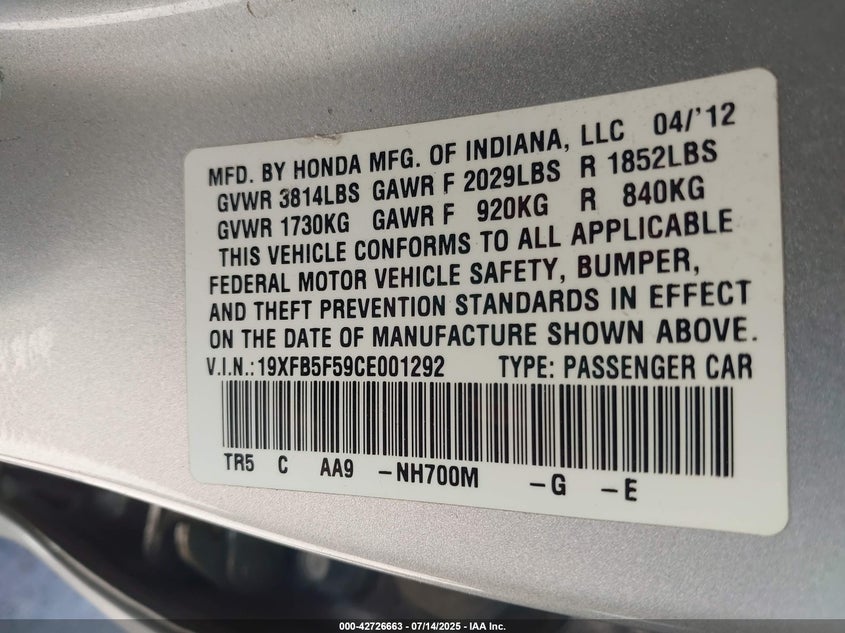 MFD. BY HONDA MFG. OF INDIANA, LLC 04/'12
GVWR 3814LBS GAWR F 2029LBS R 1852LBS
GVWR 1730KG GAWR F 920KG R 840KG
THIS VEHICLE CONFORMS TO ALL APPLICABLE
FEDERAL MOTOR VEHICLE SAFETY, BUMPER,
AND THEFT PREVENTION STANDARDS IN EFFECT
ON THE DATE OF MANUFACTURE SHOWN ABOVE.
V.I.N.:19XFB5F59CE001292 TYPE: PASSENGER CAR
TR5 C AA9 -NH700M -G -E
000-42726663 - 07/14/2025 - IAA Inc.